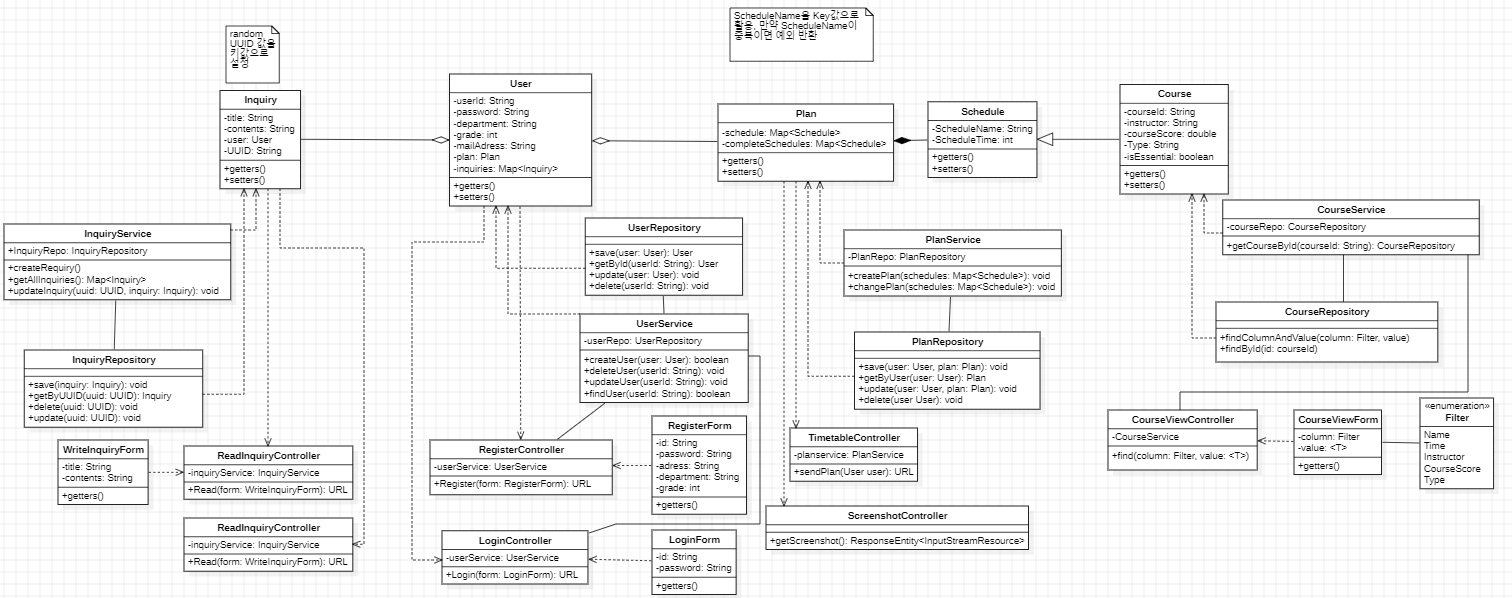 random
UUID 값을
키값으로
설정
ScheduleName을 Key값으로
활용. 만약 ScheduleName이
중복이면 예외 반환
Inquiry
-title: String
-contents: String
-user: User
-UUID: String
+getters()
+setters()
User
-userId: String
-password: String
-department: String
-grade: int
-mailAdress: String
-plan: Plan
-inquiries: Map<Inquiry>
+getters()
+setters()
Plan
-schedule: Map<Schedule>
-completeSchedules: Map<Schedule>
+getters()
+setters()
Schedule
-ScheduleName: String
-ScheduleTime: int
+getters()
+setters()
Course
-courseId: String
-instructor: String
-courseScore: double
-Type: String
-isEssential: boolean
+getters()
+setters()
InquiryService
+InquiryRepo: InquiryRepository
+createRequiry()
+getAllInquiries(): Map<Inquiry>
+updateInquiry(uuid: UUID, inquiry: Inquiry): void
InquiryRepository
+save(inquiry: Inquiry): void
+getByUUID(uuid: UUID): Inquiry
+delete(uuid: UUID): void
+update(uuid: UUID): void
WriteInquiryForm
-title: String
-contents: String
+getters()
ReadInquiryController
-inquiryService: InquiryService
+Read(form: WriteInquiryForm): URL
ReadInquiryController
-inquiryService: InquiryService
+Read(form: WriteInquiryForm): URL
UserRepository
+save(user: User): User
+getById(userId: String): User
+update(user: User): void
+delete(userId: String): void
UserService
-userRepo: UserRepository
+createUser(user: User): boolean
+deleteUser(userId: String): void
+updateUser(userId: String): void
+findUser(userId: String): boolean
RegisterController
-userService: UserService
+Register(form: RegisterForm): URL
RegisterForm
-id: String
-password: String
-adress: String
-department: String
-grade: int
+getters()
LoginController
-userService: UserService
+Login(form: LoginForm): URL
LoginForm
-id: String
-password: String
+getters()
PlanService
-PlanRepo: PlanRepository
+createPlan(schedules: Map<Schedule>): void
+changePlan(schedules: Map<Schedule>): void
PlanRepository
+save(user: User, plan: Plan): void
+getByUser(user: User): Plan
+update(user: User, plan: Plan): void
+delete(user User): void
TimetableController
-planservice: PlanService
+sendPlan(User user): URL
ScreenshotController
+getScreenshot(): ResponseEntity<InputStreamResource>
CourseService
-courseRepo: CourseRepository
+getCourseById(courseId: String): CourseRepository
CourseRepository
+findColumnAndValue(column: Filter, value)
+findById(id: courseId)
CourseViewController
-CourseService
+find(column: Filter, value: <T>)
CourseViewForm
-column: Filter
-value: <T>
+getters()
«enumeration»
Filter
Name
Time
Instructor
CourseScore
Type